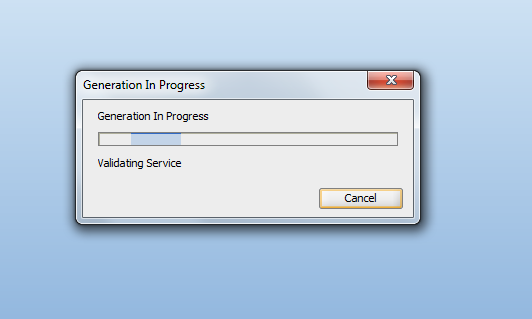 Generation In Progress
Generation In Progress
Validating Service
Cancel